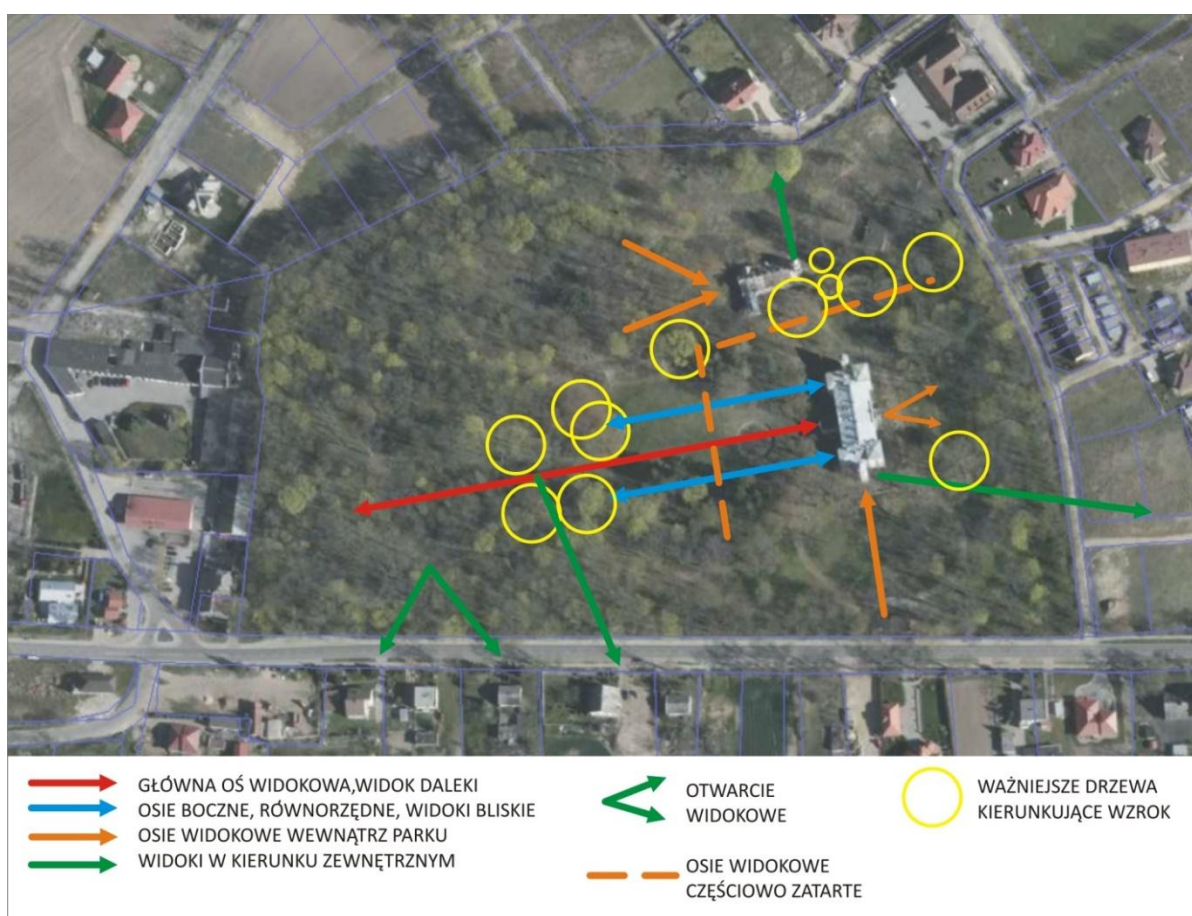 GŁÓWNA OŚ WIDOKOWA,WIDOK DALEKI
OSIE BOCZNE, RÓWNORZĘDNE, WIDOKI BLISKIE
OSIE WIDOKOWE WEWNĄTRZ PARKU
WIDOKI W KIERUNKU ZEWNĘTRZNYM
OTWARCIE
WIDOKOWE
OSIE WIDOKOWE
CZĘŚCIOWO ZATARTE
WAŻNIEJSZE DRZEWA
KIERUNKUJĄCE WZROK